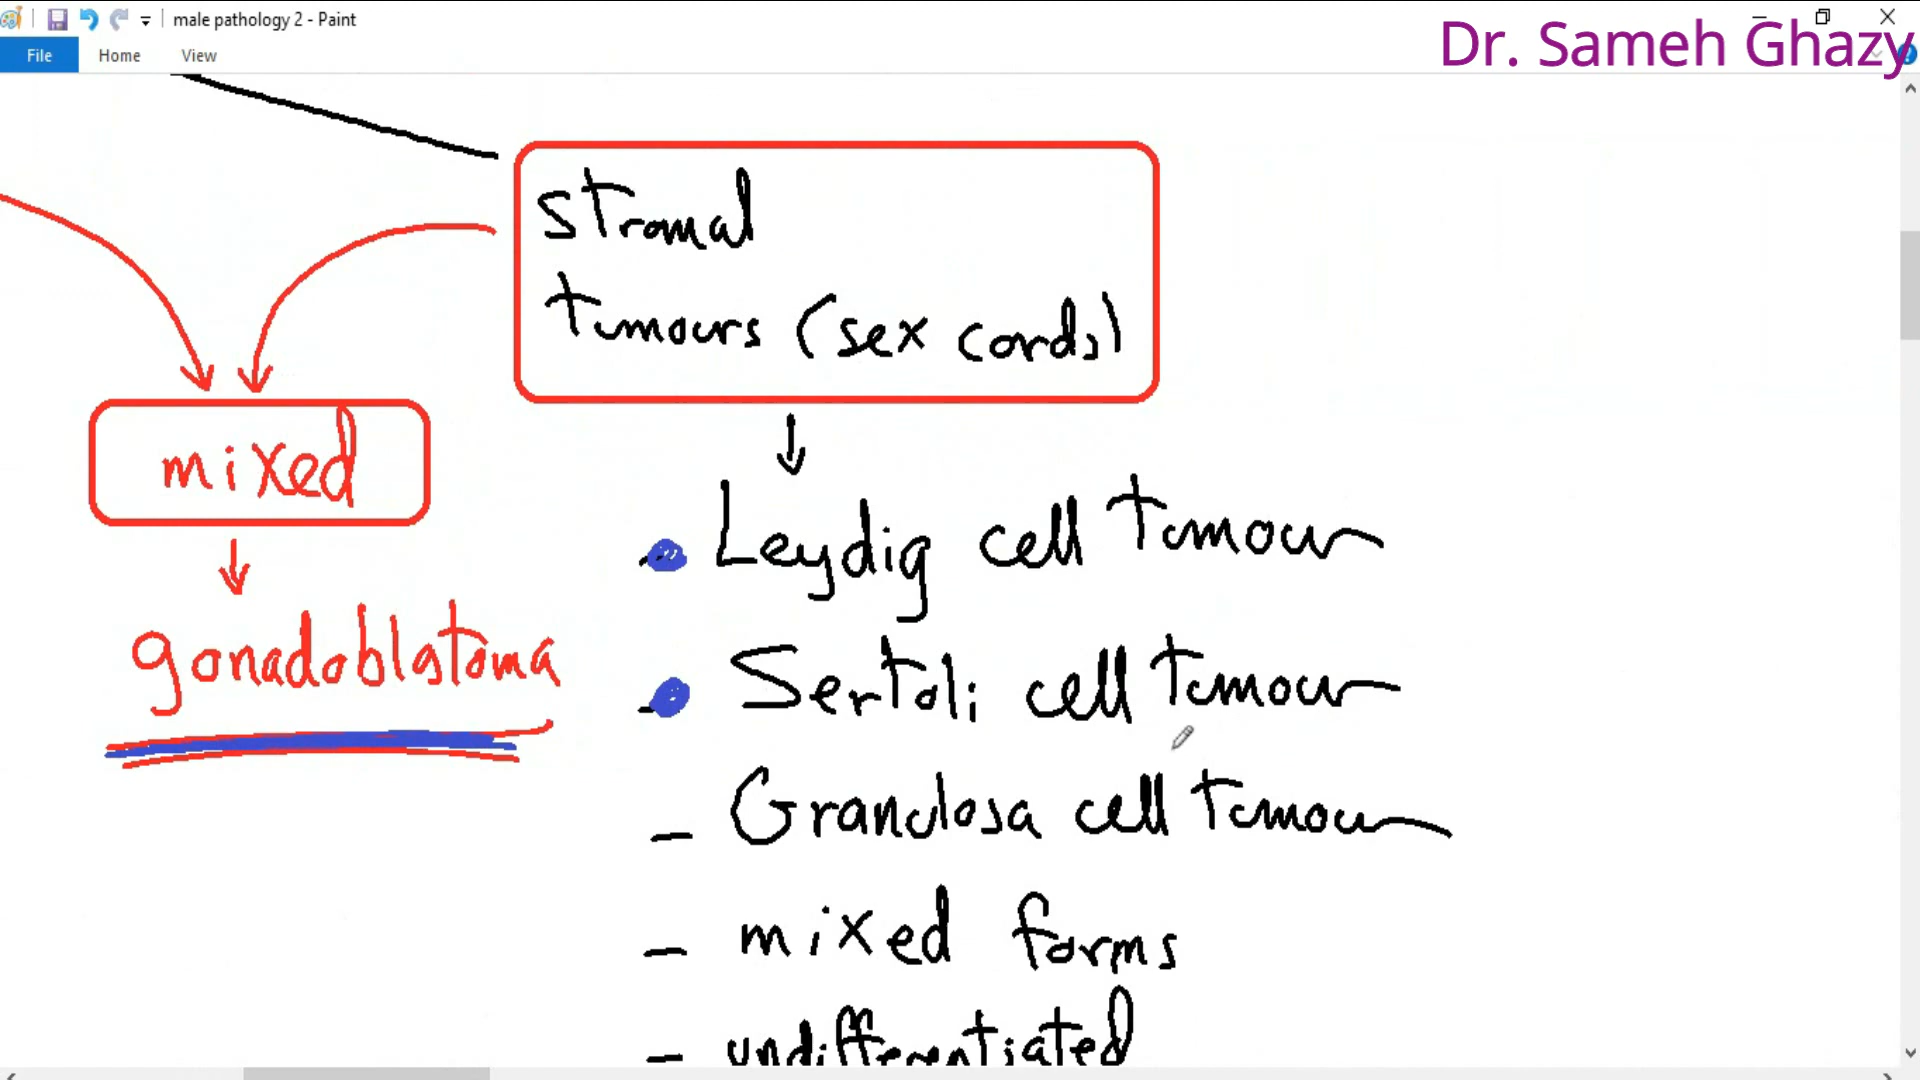 male pathology 2 - Paint
Dr. Sameh Ghazy
File Home View
stromal
tumours (sex cords)
mixed
gonadoblatoma
Leydig cell tumour
Sertoli cell tumour
- Granulosa cell tumour
- mixed forms
- undifferentiated